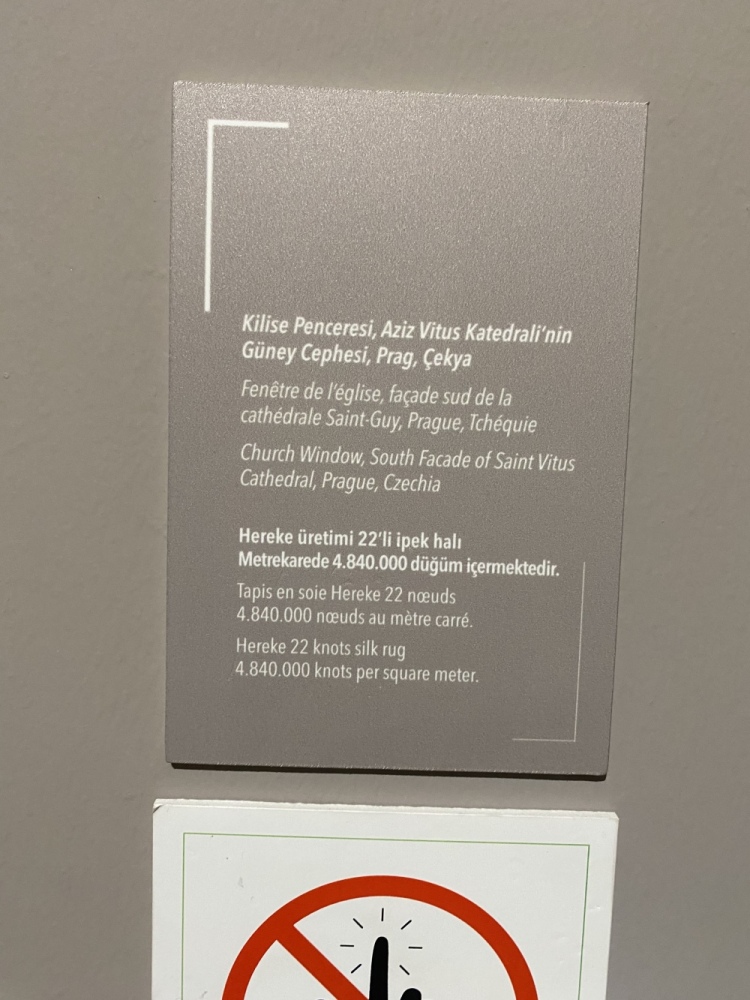 Kilise Penceresi, Aziz Vitus Katedrali'nin
Güney Cephesi, Prag, Çekya
Fenêtre de l'église, façade sud de la
cathédrale Saint-Guy, Prague, Tchéquie
Church Window, South Facade of Saint Vitus
Cathedral, Prague, Czechia
Hereke üretimi 22'li ipek halı
Metrekarede 4.840.000 düğüm içermektedir.
Tapis en soie Hereke 22 nœuds
4.840.000 nœuds au mètre carré.
Hereke 22 knots silk rug
4.840.000 knots per square meter.